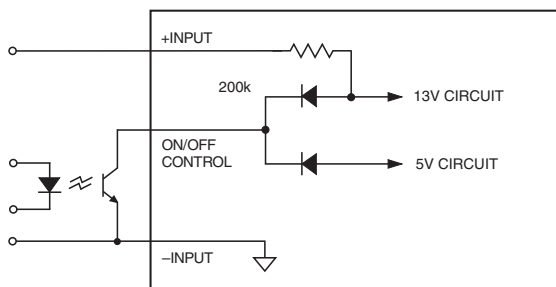 +INPUT
200k
13V CIRCUIT
ON/OFF
CONTROL
5V CIRCUIT
–INPUT